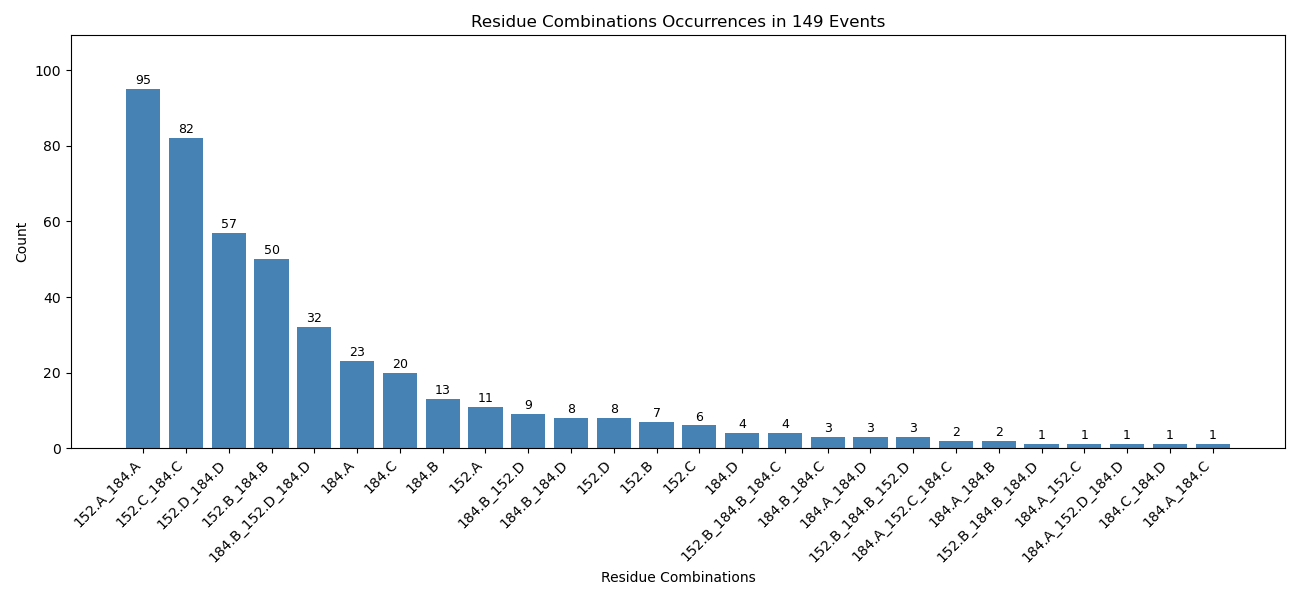 Residue Combinations Occurrences in 149 Events
Count
100
80
60
40
20
0
95
82
57
50
32
23
20
13
11
9
8
8
7
6
4
4
3
3
3
2
2
1
1
1
1
1
152.A_184.A
152.C_184.C
152.D_184.D
152.B_184.B
184.B_152.D_184.D
184.A
184.C
184.B
152.A
184.B_152.D
184.B_184.D
152.D
152.B
152.C
184.D
152.B_184.B_184.C
184.B_184.C
184.A_184.D
152.B_184.B_152.D
184.A_152.C_184.C
184.A_184.B
152.B_184.B_184.D
184.A_152.C
184.A_152.D_184.D
184.C_184.D
184.A_184.C
Residue Combinations